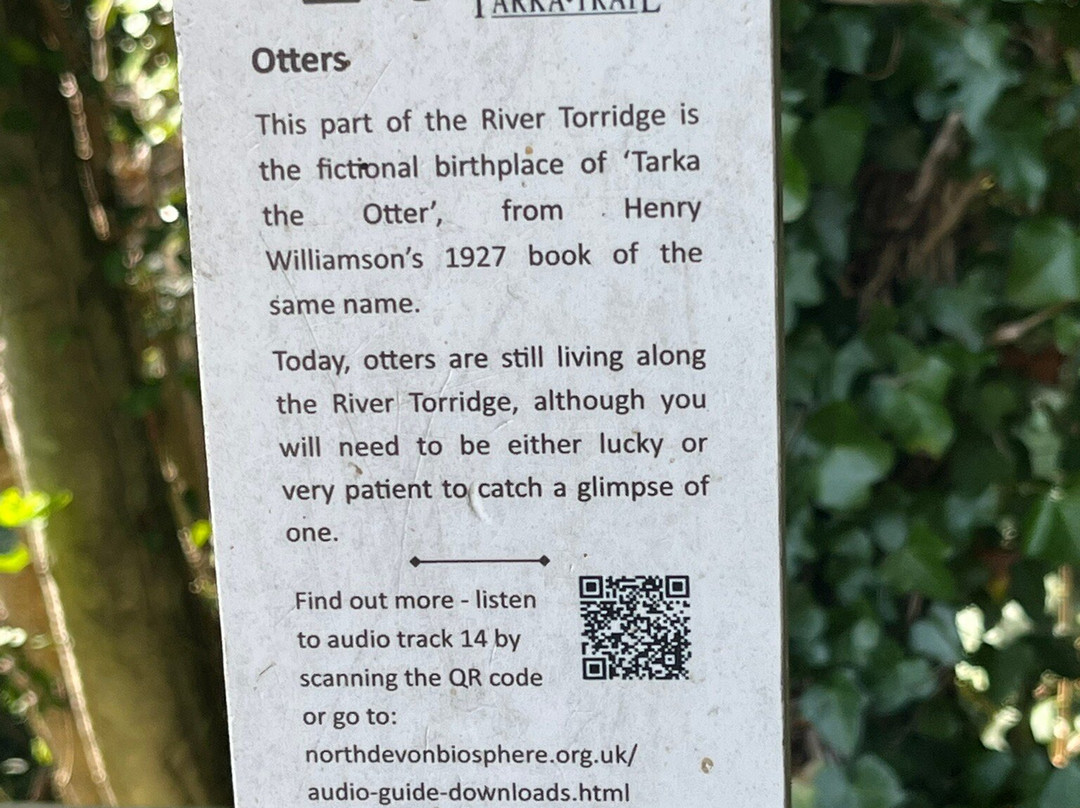 TARKA·TRAIL
Otters
This part of the River Torridge is
the fictional birthplace of ‘Tarka
the Otter’, from Henry
Williamson’s 1927 book of the
same name.
Today, otters are still living along
the River Torridge, although you
will need to be either lucky or
very patient to catch a glimpse of
one.
Find out more - listen
to audio track 14 by
scanning the QR code
or go to:
northdevonbiosphere.org.uk/
audio-guide-downloads.html